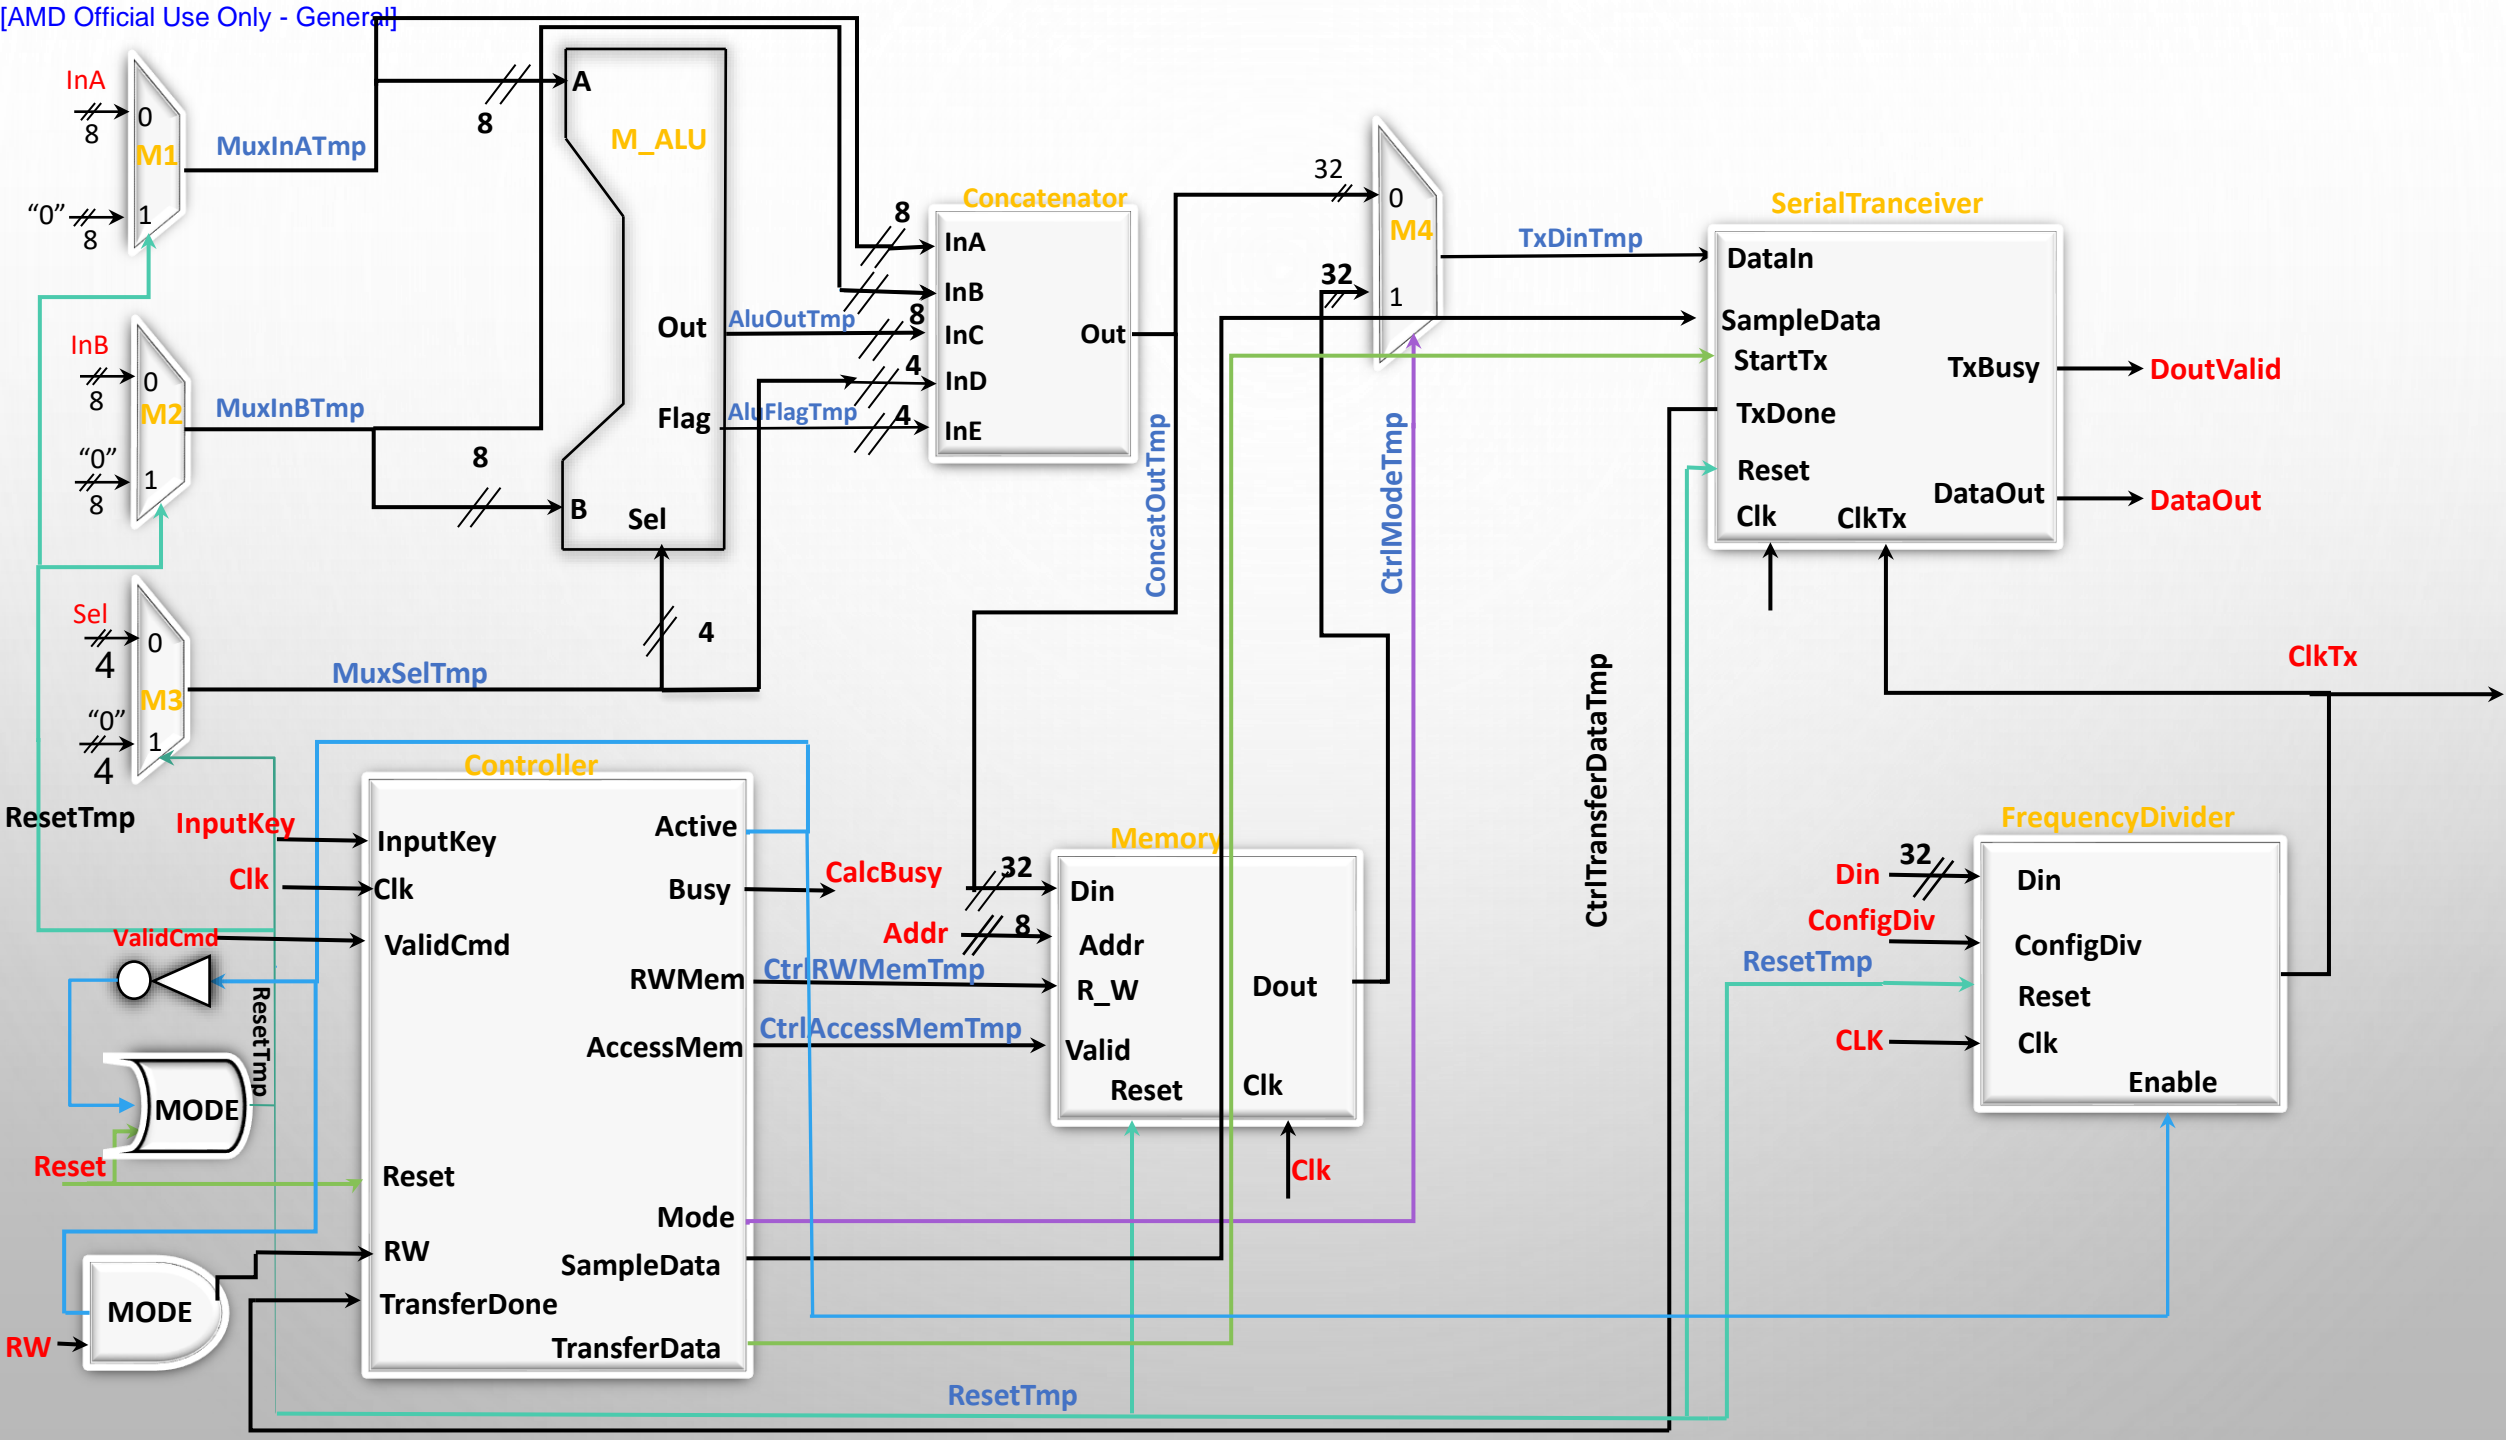 [AMD Official Use Only - General]
InA
8
0
M1
"0"
8
1
MuxInATmp
8
A
M_ALU
Out
Flag
Sel
B
8
InB
8
0
M2
"0"
8
1
MuxInBTmp
Sel
4
0
M3
"0"
4
1
MuxSelTmp
4
AluOutTmp
AluFlagTmp
8
8
4
4
Concatenator
InA
InB
InC
InD
InE
Out
ConcatOutTmp
32
0
M4
32
1
CtrlModeTmp
TxDinTmp
SerialTranceiver
DataIn
SampleData
StartTx
TxDone
Reset
Clk
ClkTx
TxBusy
DataOut
DoutValid
DataOut
ClkTx
CtrlTransferDataTmp
ResetTmp
InputKey
Clk
ValidCmd
ResetTmp
MODE
Reset
MODE
RW
Controller
InputKey
Clk
ValidCmd
Reset
RW
TransferDone
Active
Busy
RWMem
AccessMem
Mode
SampleData
TransferData
CalcBusy
Addr
CtrlRWMemTmp
CtrlAccessMemTmp
Memory
32
8
Din
Addr
R_W
Valid
Reset
Clk
Dout
Clk
ResetTmp
FrequencyDivider
Din
32
ConfigDiv
ResetTmp
CLK
Din
ConfigDiv
Reset
Clk
Enable